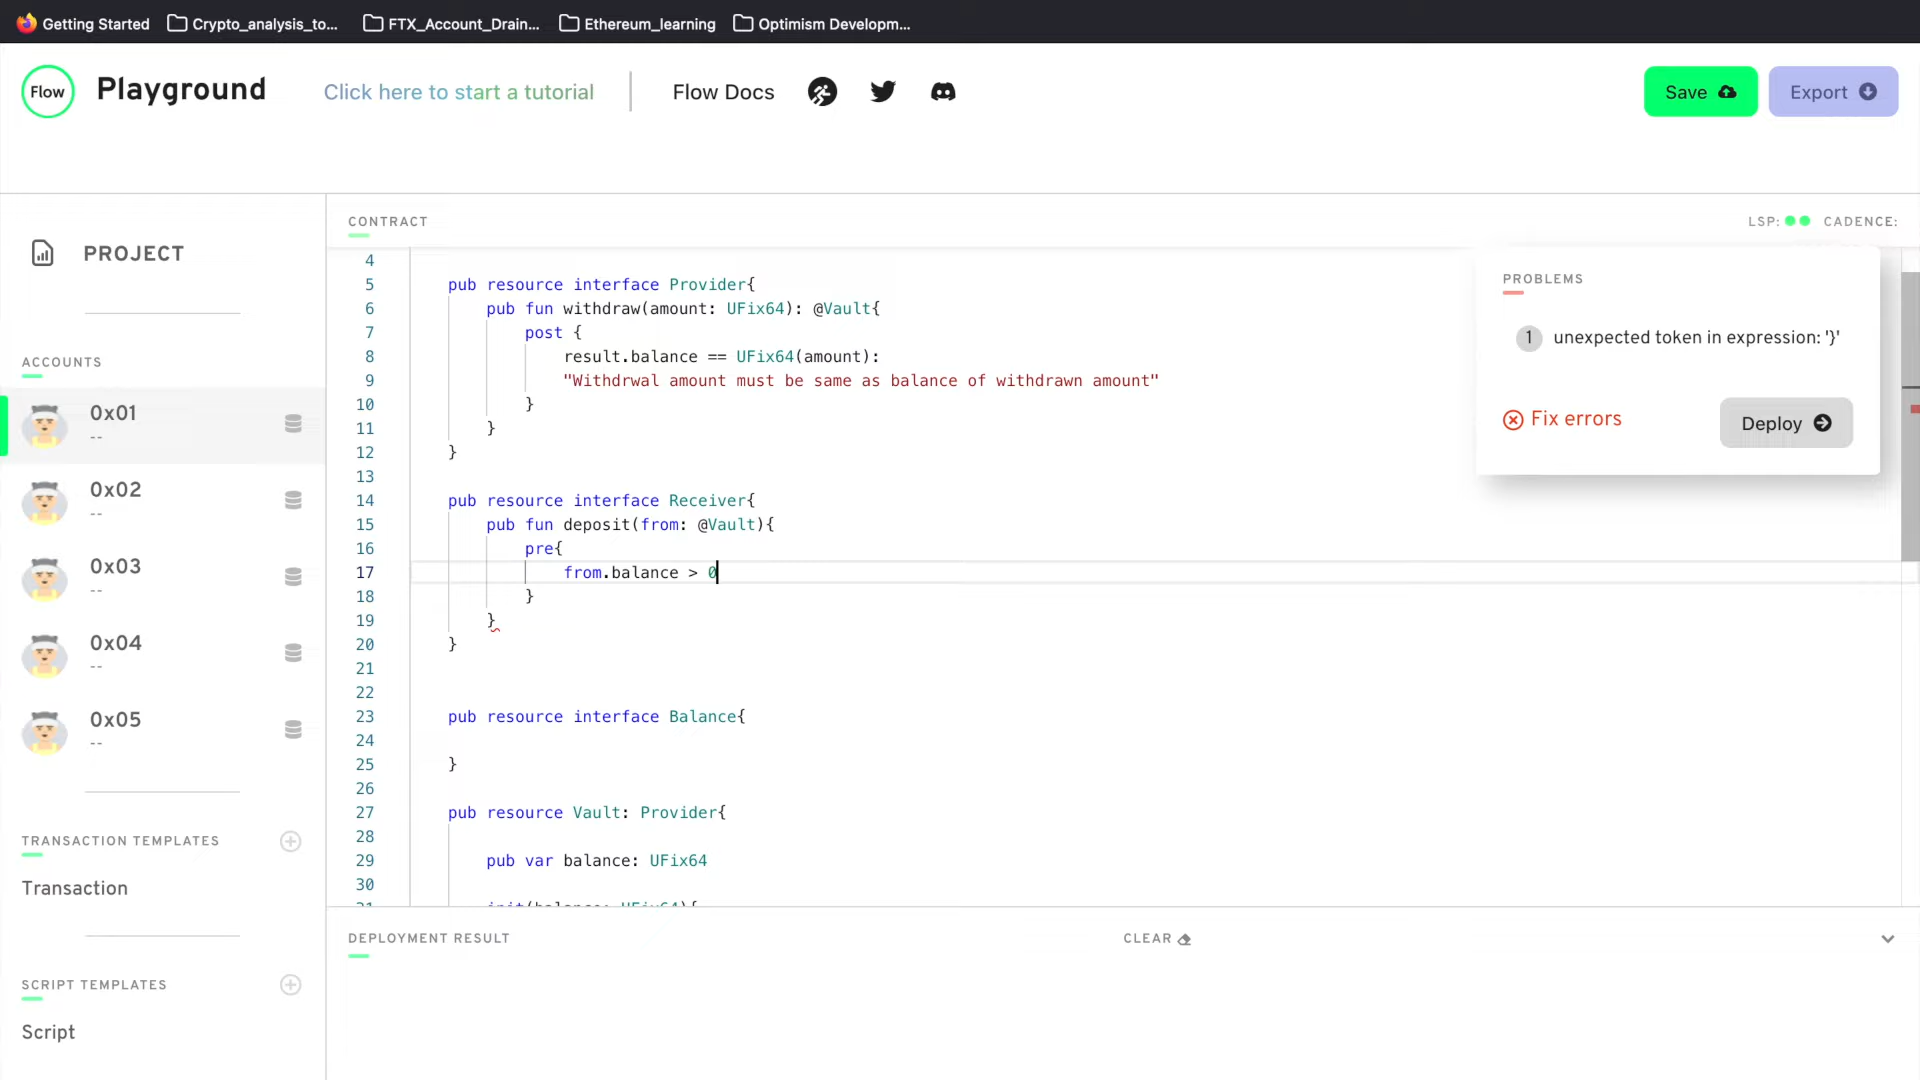 Getting Started Crypto_analysis_to... FTX_Account_Drain... Ethereum_learning Optimism Developm...
Flow Playground Click here to start a tutorial Flow Docs Save Export
PROJECT
ACCOUNTS
0x01
--
0x02
--
0x03
--
0x04
--
0x05
--
TRANSACTION TEMPLATES
Transaction
SCRIPT TEMPLATES
Script
CONTRACT LSP: CADENCE:
4
5 pub resource interface Provider{
6 pub fun withdraw(amount: UFix64): @Vault{
7 post {
8 result.balance == UFix64(amount):
9 "Withdrwal amount must be same as balance of withdrawn amount"
10 }
11 }
12 }
13
14 pub resource interface Receiver{
15 pub fun deposit(from: @Vault){
16 pre{
17 from.balance > 0
18 }
19 }
20 }
21
22
23 pub resource interface Balance{
24
25 }
26
27 pub resource Vault: Provider{
28
29 pub var balance: UFix64
30
31 init(balance: UFix64){
PROBLEMS
1 unexpected token in expression: '}'
Fix errors Deploy
DEPLOYMENT RESULT CLEAR